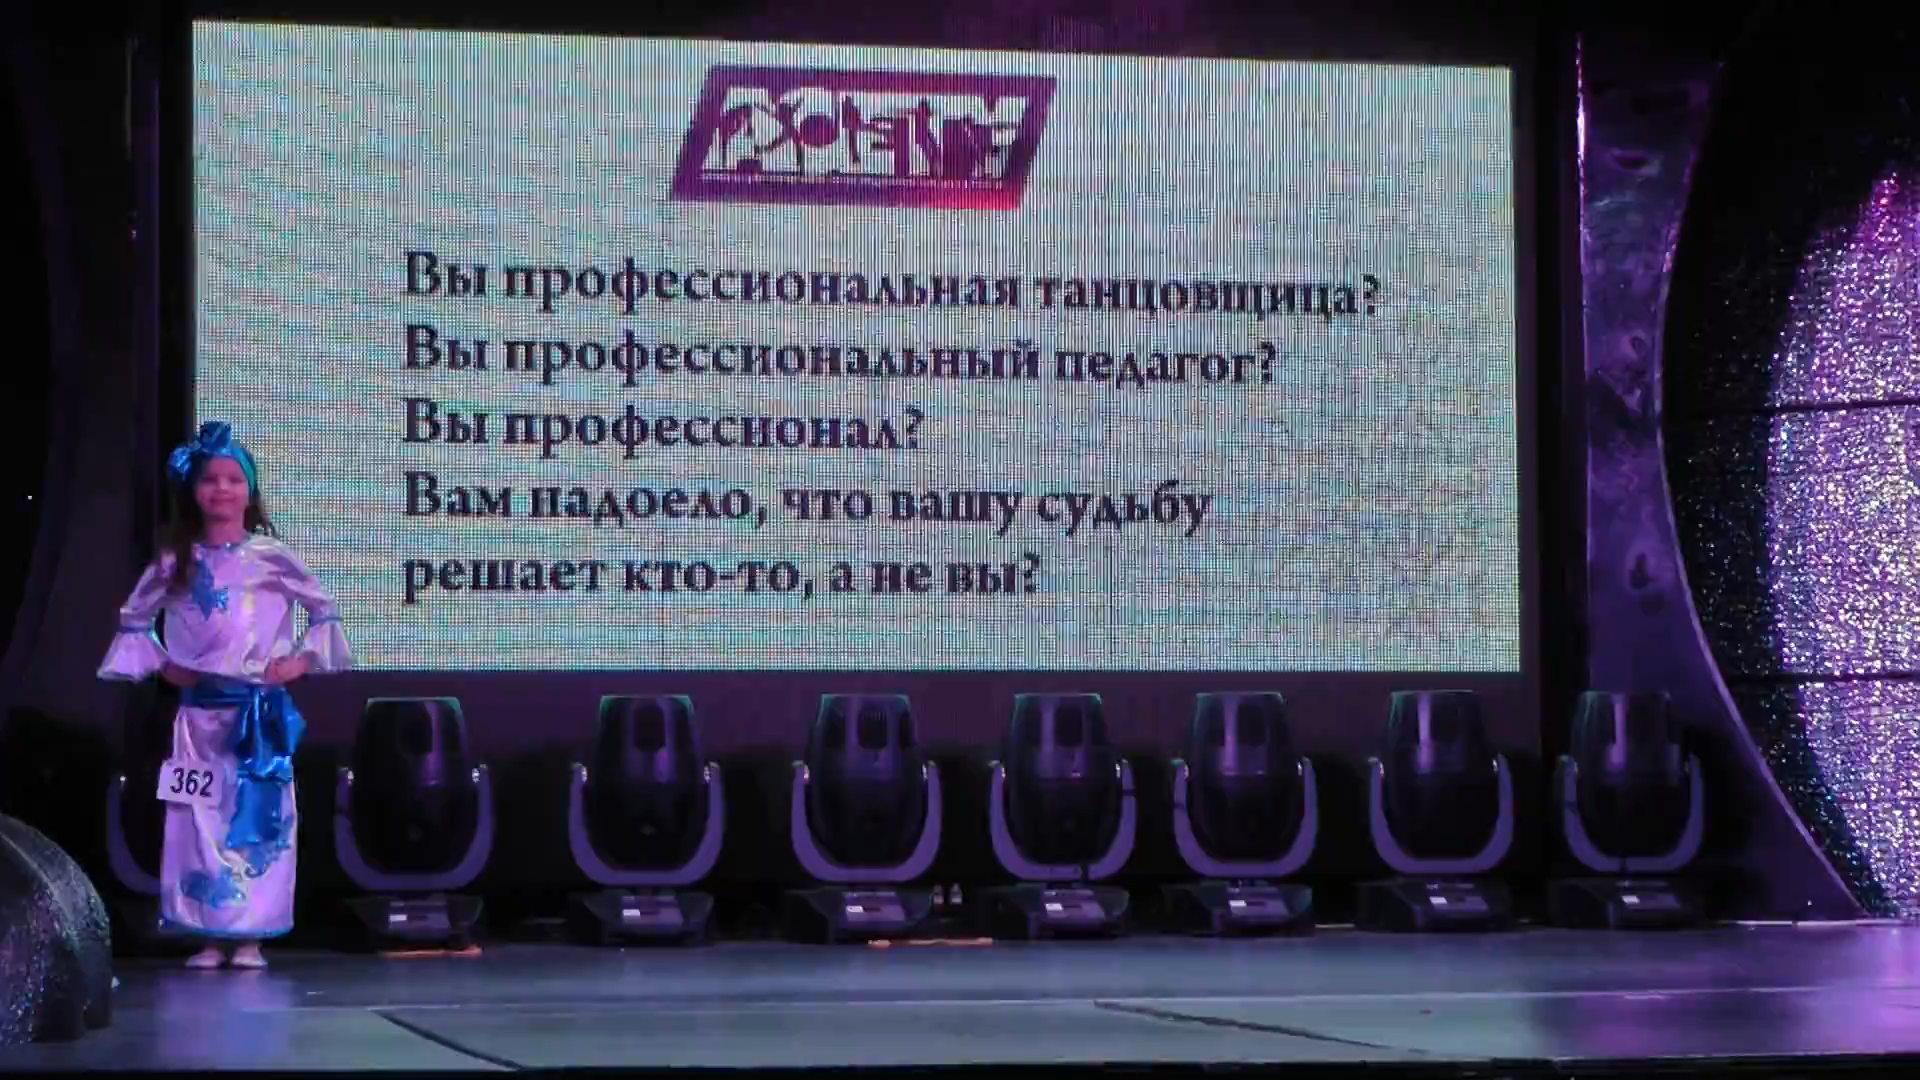 Вы профессиональная танцовщица?
Вы профессиональный педагог?
Вы профессионал?
Вам надоело, что вашу судьбу
решает кто-то, а не вы?
362